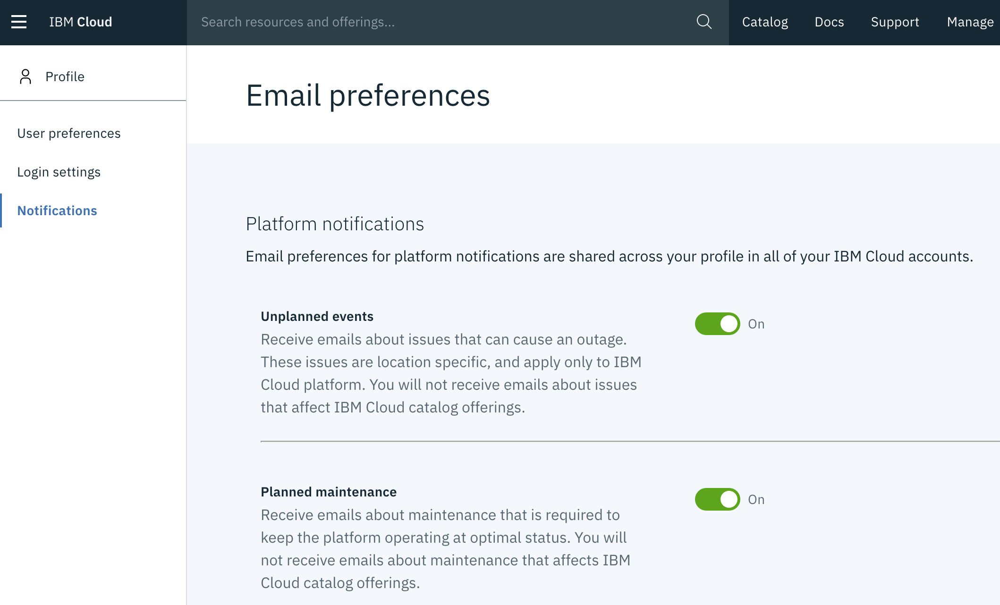 IBM Cloud
Search resources and offerings...
Catalog
Docs
Support
Manage
Profile
User preferences
Login settings
Notifications
Email preferences
Platform notifications
Email preferences for platform notifications are shared across your profile in all of your IBM Cloud accounts.
Unplanned events
On
Receive emails about issues that can cause an outage.
These issues are location specific, and apply only to IBM
Cloud platform. You will not receive emails about issues
that affect IBM Cloud catalog offerings.
Planned maintenance
On
Receive emails about maintenance that is required to
keep the platform operating at optimal status. You will
not receive emails about maintenance that affects IBM
Cloud catalog offerings.